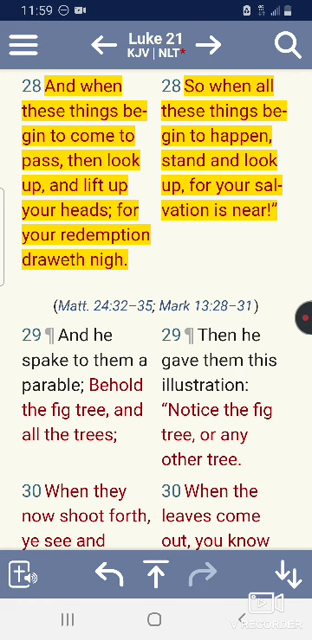 11:59
Luke 21
KJV | NLT*
28 And when
these things be-
gin to come to
pass, then look
up, and lift up
your heads; for
your redemption
draweth nigh.
28 So when all
these things be-
gin to happen,
stand and look
up, for your sal-
vation is near!”
(Matt. 24:32–35; Mark 13:28–31)
29 ¶ And he
spake to them a
parable; Behold
the fig tree, and
all the trees;
29 ¶ Then he
gave them this
illustration:
“Notice the fig
tree, or any
other tree.
30 When they
now shoot forth,
ye see and
30 When the
leaves come
out, you know
V RECORDER